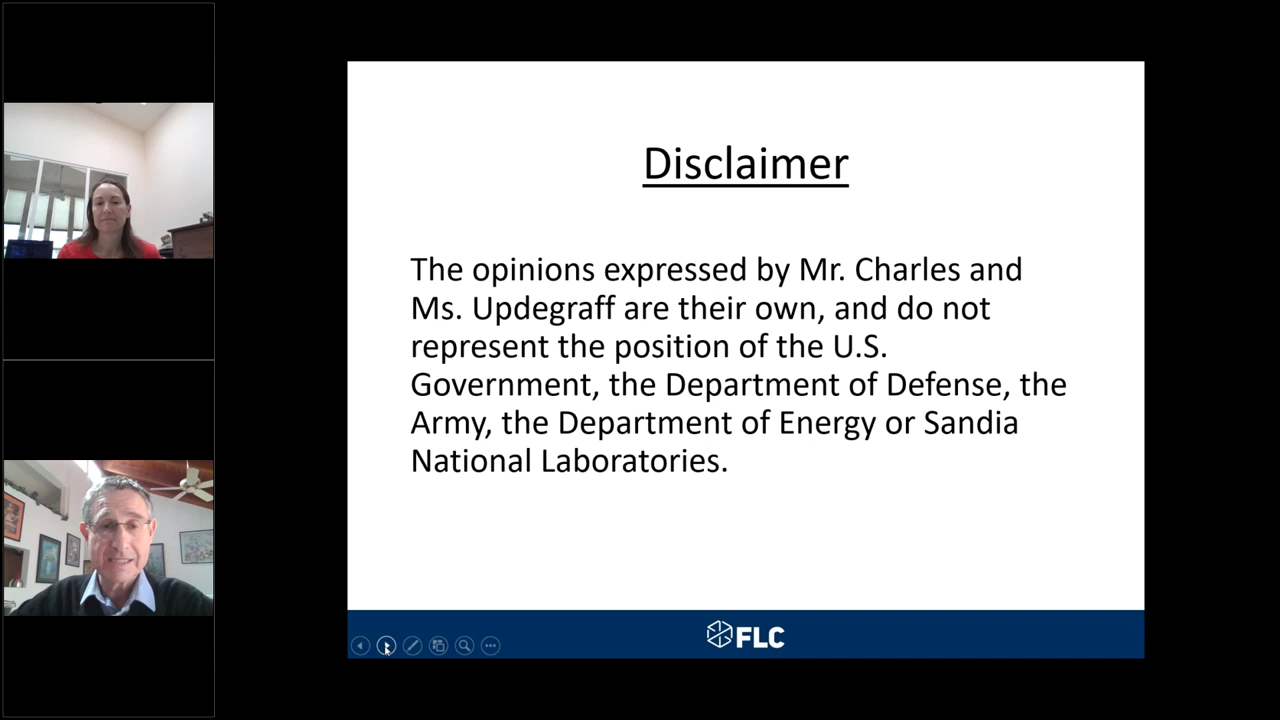 Disclaimer
The opinions expressed by Mr. Charles and
Ms. Updegraff are their own, and do not
represent the position of the U.S.
Government, the Department of Defense, the
Army, the Department of Energy or Sandia
National Laboratories.
FLC